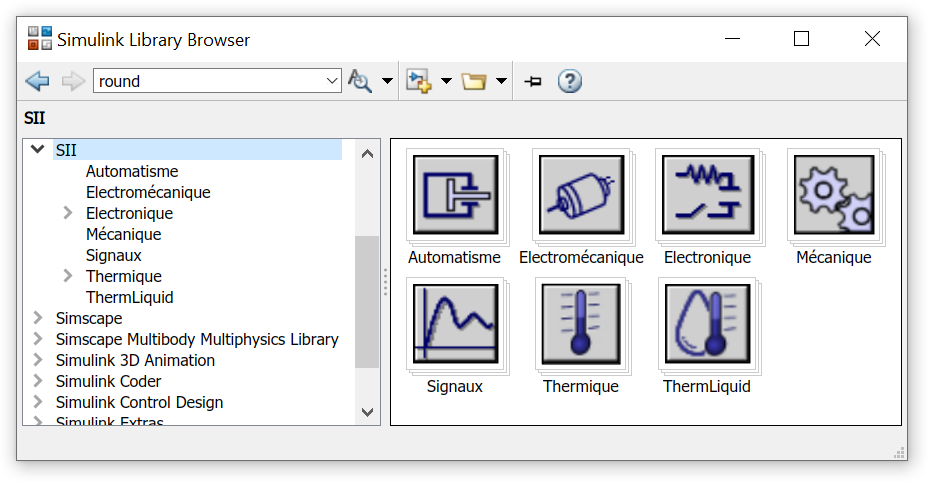 Simulink Library Browser
round
SII
SII
Automatisme
Electromécanique
Electronique
Mécanique
Signaux
Thermique
ThermLiquid
Simscape
Simscape Multibody Multiphysics Library
Simulink 3D Animation
Simulink Coder
Simulink Control Design
Simulink Extras
Automatisme Electromécanique Electronique Mécanique
Signaux Thermique ThermLiquid